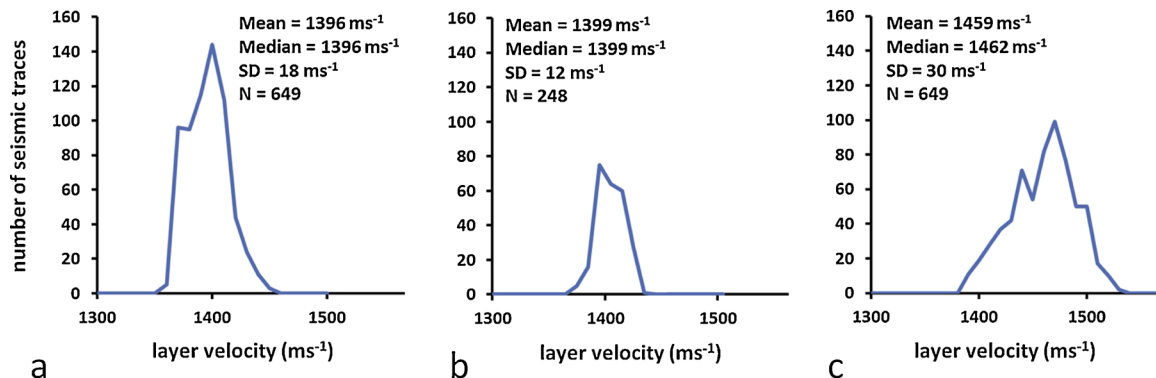 160
140
120
100
80
60
40
20
0
number of seismic traces
Mean = 1396 ms⁻¹
Median = 1396 ms⁻¹
SD = 18 ms⁻¹
N = 649
1300
1400
1500
layer velocity (ms⁻¹)
a
160
140
120
100
80
60
40
20
0
Mean = 1399 ms⁻¹
Median = 1399 ms⁻¹
SD = 12 ms⁻¹
N = 248
1300
1400
1500
layer velocity (ms⁻¹)
b
160
140
120
100
80
60
40
20
0
Mean = 1459 ms⁻¹
Median = 1462 ms⁻¹
SD = 30 ms⁻¹
N = 649
1300
1400
1500
layer velocity (ms⁻¹)
c